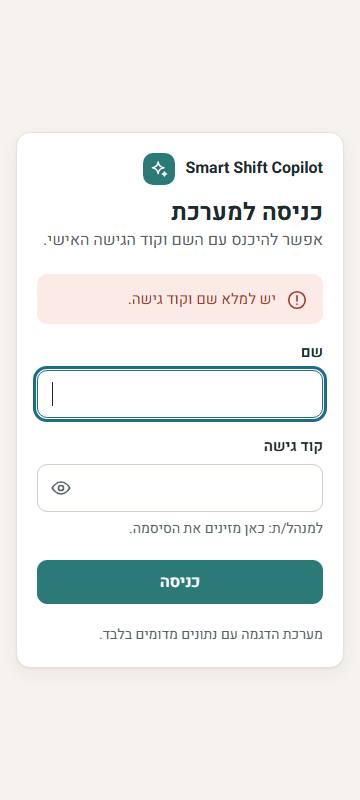 Smart Shift Copilot
כניסה למערכת
אפשר להיכנס עם השם וקוד הגישה האישי.
יש למלא שם וקוד גישה.
שם
קוד גישה
למנהל/ת: כאן מזינים את הסיסמה.
כניסה
מערכת הדגמה עם נתונים מדומים בלבד.